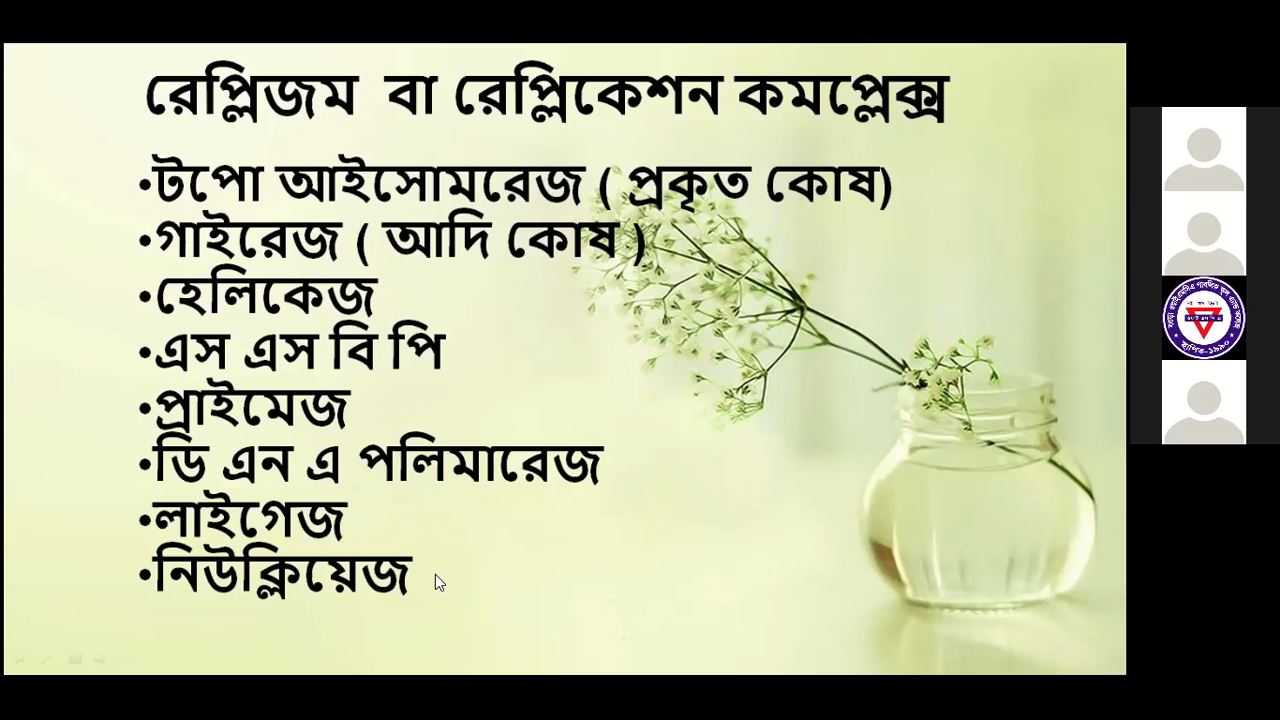 রেপ্লিজম বা রেপ্লিকেশন কমপ্লেক্স
•টপো আইসোমরেজ ( প্রকৃত কোষ)
•গাইরেজ ( আদি কোষ )
•হেলিকেজ
•এস এস বি পি
•প্রাইমেজ
•ডি এন এ পলিমারেজ
•লাইগেজ
•নিউক্লিয়েজ